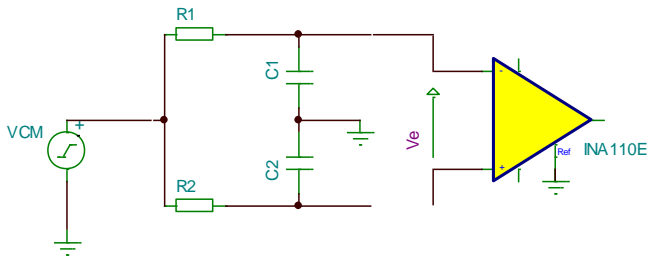 R1
C1
VCM
+
-
Ve
Ref
INA110E
C2
+
R2